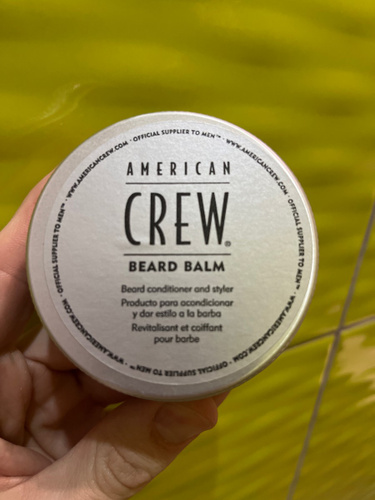 AMERICAN
CREW®
BEARD BALM
Beard conditioner and styler
Producto para acondicionar
y dar estilo a la barba
Revitalisant et coiffant
pour barbe
· OFFICIAL SUPPLIER TO MEN™ · WWW.AMERICANCREW.COM · OFFICIAL SUPPLIER TO MEN™ · WWW.AMERICANCREW.COM · OFFICIAL SUPPLIER TO MEN™ · WWW.AMERICANCREW.COM